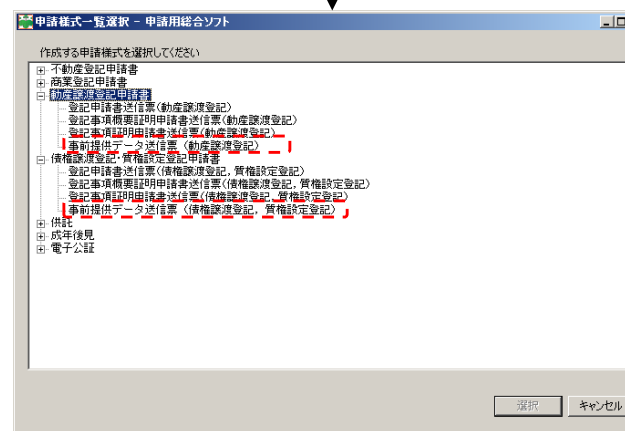 申請様式一覧選択 - 申請用総合ソフト
作成する申請様式を選択してください
不動産登記申請書
商業登記申請書
動産譲渡登記申請書
登記申請書送信票(動産譲渡登記)
登記事項概要証明申請書送信票(動産譲渡登記)
登記事項証明申請書送信票(動産譲渡登記)
事前提供データ送信票（動産譲渡登記）
債権譲渡登記・質権設定登記申請書
登記申請書送信票(債権譲渡登記，質権設定登記)
登記事項概要証明申請書送信票(債権譲渡登記，質権設定登記)
登記事項証明申請書送信票(債権譲渡登記，質権設定登記)
事前提供データ送信票（債権譲渡登記，質権設定登記）
供託
成年後見
電子公証
選択 キャンセル